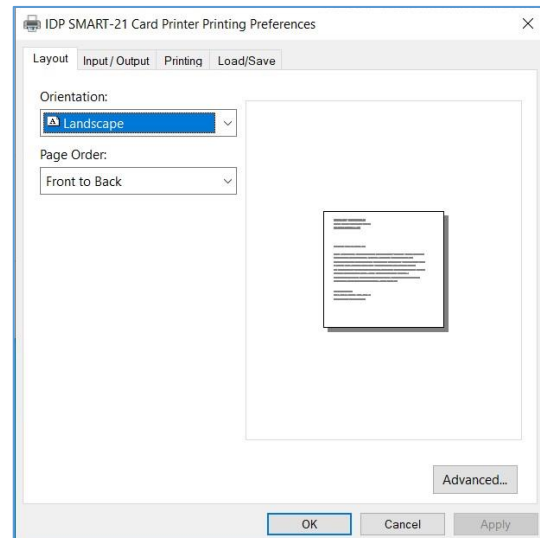 IDP SMART-21 Card Printer Printing Preferences
Layout Input / Output Printing Load/Save
Orientation:
Landscape
Page Order:
Front to Back
Advanced...
OK Cancel Apply